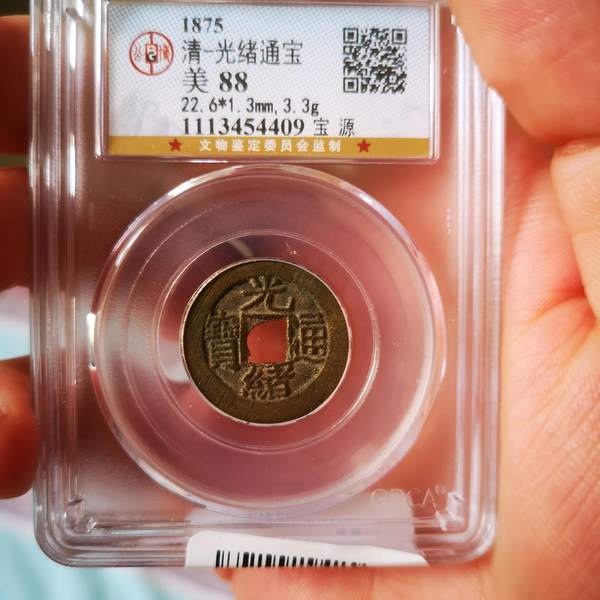 1875
清-光绪通宝
美 88
22.6*1.3mm, 3.3g
1113454409 宝 源
★ 文物鉴定委员会监制 ★
光
寶 通
緒